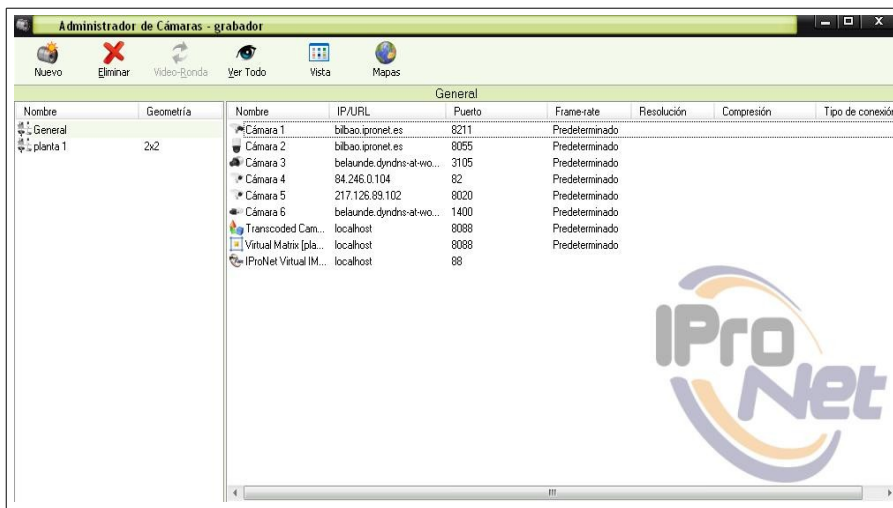 Administrador de Cámaras - grabador
Nuevo Eliminar Video-Ronda Ver Todo Vista Mapas
General
Nombre Geometría
General
planta 1 2x2
Nombre IP/URL Puerto Frame-rate Resolución Compresión Tipo de conexión
Cámara 1 bilbao.ipronet.es 8211 Predeterminado
Cámara 2 bilbao.ipronet.es 8055 Predeterminado
Cámara 3 belaunde.dyndns-at-wo... 3105 Predeterminado
Cámara 4 84.246.0.104 82 Predeterminado
Cámara 5 217.126.89.102 8020 Predeterminado
Cámara 6 belaunde.dyndns-at-wo... 1400 Predeterminado
Transcoded Cam... localhost 8088 Predeterminado
Virtual Matrix [pla... localhost 8088 Predeterminado
IProNet Virtual IM... localhost 88
IPro
Net